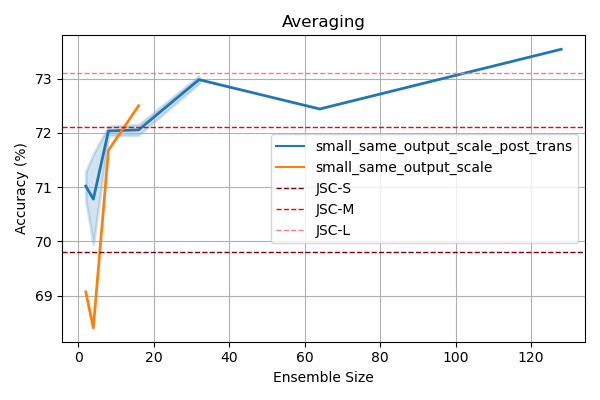 Averaging
73
72
71
70
69
Accuracy (%)
small_same_output_scale_post_trans
small_same_output_scale
JSC-S
JSC-M
JSC-L
0 20 40 60 80 100 120
Ensemble Size